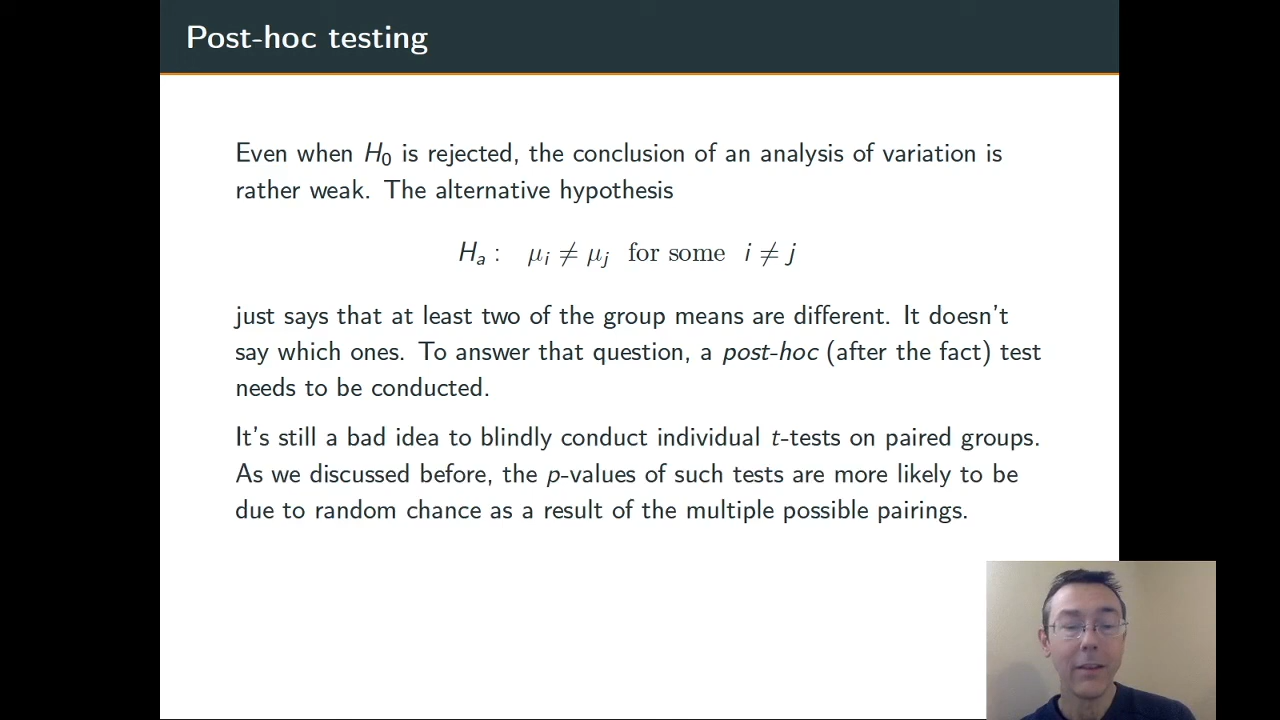 Post-hoc testing
Even when H₀ is rejected, the conclusion of an analysis of variation is
rather weak. The alternative hypothesis
Hₐ : μᵢ ≠ μⱼ for some i ≠ j
just says that at least two of the group means are different. It doesn't
say which ones. To answer that question, a post-hoc (after the fact) test
needs to be conducted.
It's still a bad idea to blindly conduct individual t-tests on paired groups.
As we discussed before, the p-values of such tests are more likely to be
due to random chance as a result of the multiple possible pairings.